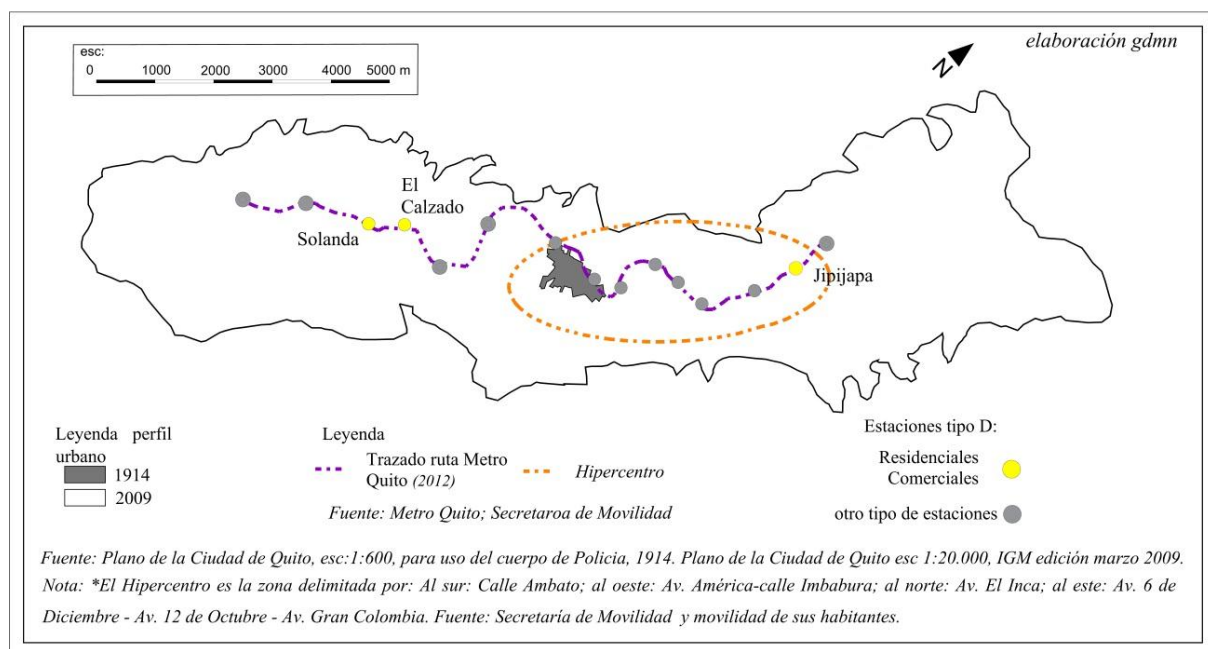 esc:
0 1000 2000 3000 4000 5000 m
N
elaboración gdmn
El
Calzado
Solanda
Jipijapa
Leyenda perfil
urbano
1914
2009
Leyenda
Trazado ruta Metro
Quito (2012)
Hipercentro
Fuente: Metro Quito; Secretaroa de Movilidad
Estaciones tipo D:
Residenciales
Comerciales
otro tipo de estaciones
Fuente: Plano de la Ciudad de Quito, esc:1:600, para uso del cuerpo de Policia, 1914. Plano de la Ciudad de Quito esc 1:20.000, IGM edición marzo 2009.
Nota: *El Hipercentro es la zona delimitada por: Al sur: Calle Ambato; al oeste: Av. América-calle Imbabura; al norte: Av. El Inca; al este: Av. 6 de
Diciembre - Av. 12 de Octubre - Av. Gran Colombia. Fuente: Secretaría de Movilidad y movilidad de sus habitantes.